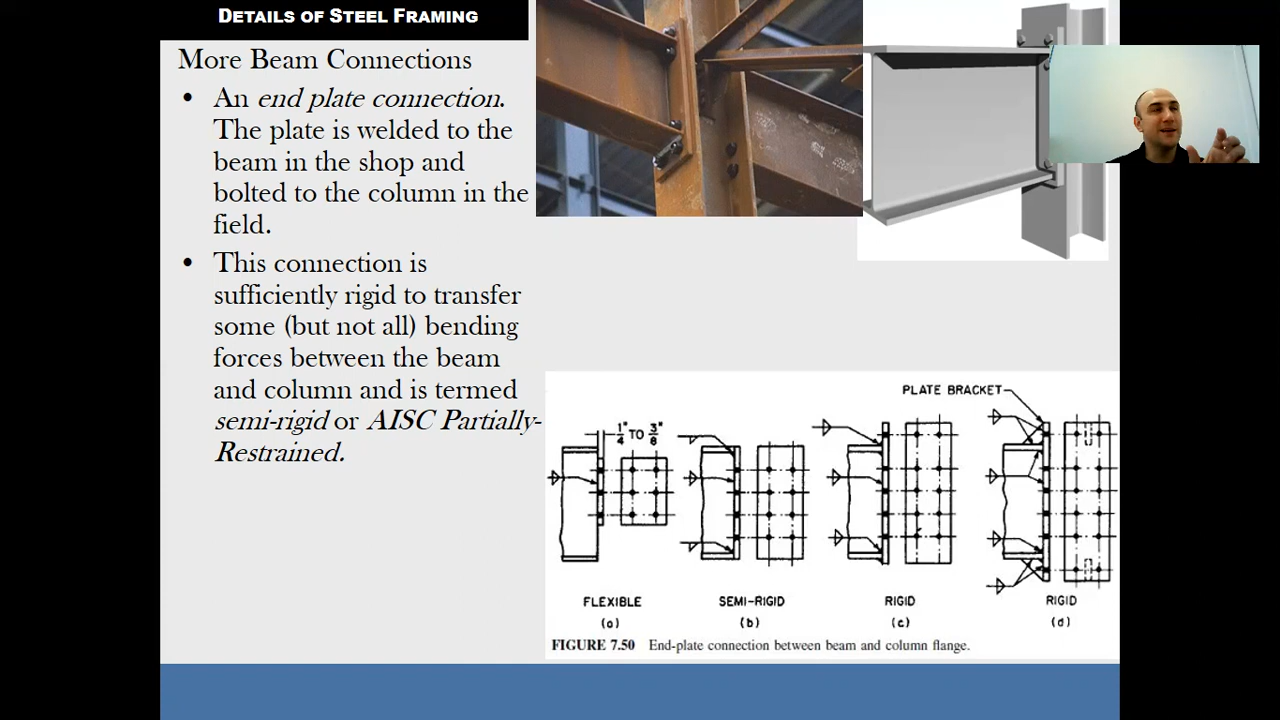 DETAILS OF STEEL FRAMING
More Beam Connections
• An end plate connection.
The plate is welded to the
beam in the shop and
bolted to the column in the
field.
• This connection is
sufficiently rigid to transfer
some (but not all) bending
forces between the beam
and column and is termed
semi-rigid or AISC Partially-
Restrained.
PLATE BRACKET
1/4" TO 3/8"
FLEXIBLE
(a)
SEMI-RIGID
(b)
RIGID
(c)
RIGID
(d)
FIGURE 7.50 End-plate connection between beam and column flange.